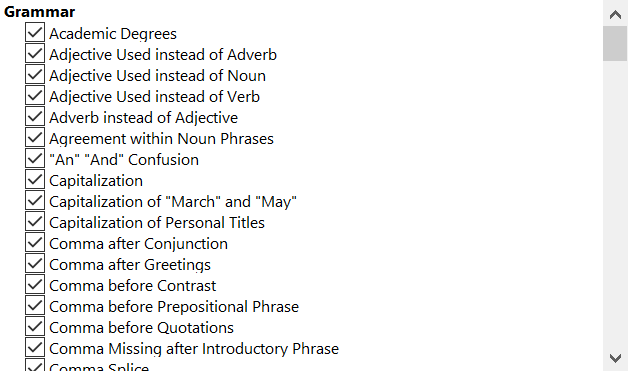 Grammar
Academic Degrees
Adjective Used instead of Adverb
Adjective Used instead of Noun
Adjective Used instead of Verb
Adverb instead of Adjective
Agreement within Noun Phrases
"An" "And" Confusion
Capitalization
Capitalization of "March" and "May"
Capitalization of Personal Titles
Comma after Conjunction
Comma after Greetings
Comma before Contrast
Comma before Prepositional Phrase
Comma before Quotations
Comma Missing after Introductory Phrase
Comma Splice